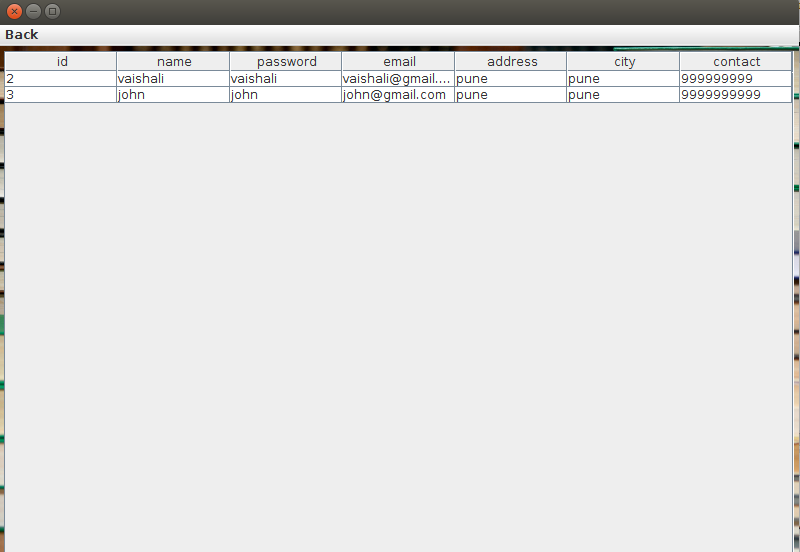 Back
id name password email address city contact
2 vaishali vaishali vaishali@gmail.... pune pune 999999999
3 john john john@gmail.com pune pune 9999999999